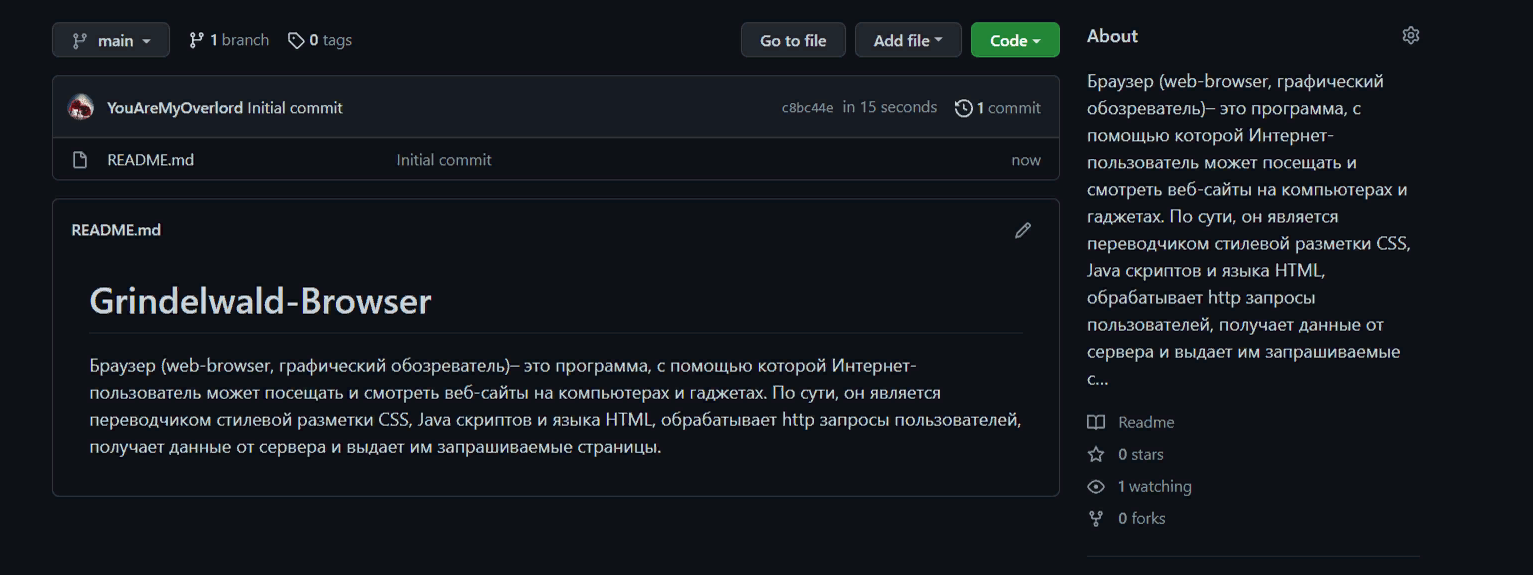 main
1 branch
0 tags
Go to file
Add file
Code
YouAreMyOverlord Initial commit
c8bc44e in 15 seconds
1 commit
README.md
Initial commit
now
README.md
Grindelwald-Browser
Браузер (web-browser, графический обозреватель)– это программа, с помощью которой Интернет-
пользователь может посещать и смотреть веб-сайты на компьютерах и гаджетах. По сути, он является
переводчиком стилевой разметки CSS, Java скриптов и языка HTML, обрабатывает http запросы пользователей,
получает данные от сервера и выдает им запрашиваемые страницы.
About
Браузер (web-browser, графический
обозреватель)– это программа, с
помощью которой Интернет-
пользователь может посещать и
смотреть веб-сайты на компьютерах и
гаджетах. По сути, он является
переводчиком стилевой разметки CSS,
Java скриптов и языка HTML,
обрабатывает http запросы
пользователей, получает данные от
сервера и выдает им запрашиваемые
с...
Readme
0 stars
1 watching
0 forks